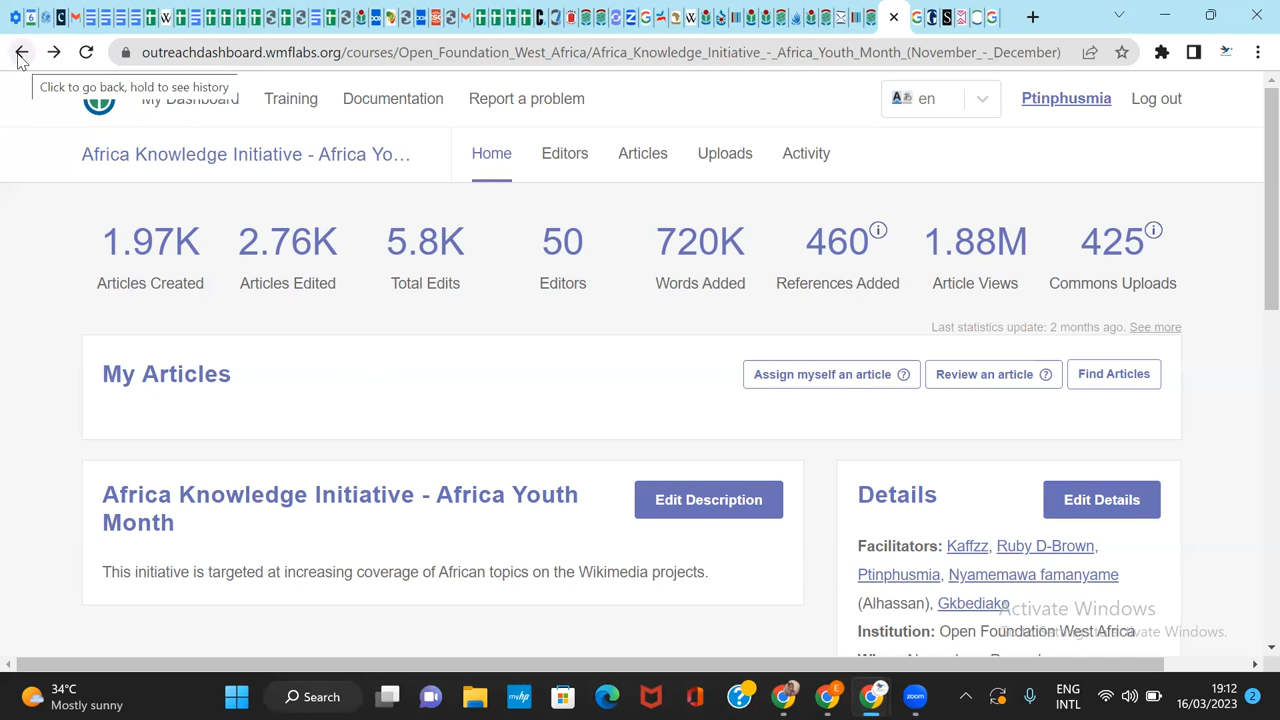 outreachdashboard.wmflabs.org/courses/Open_Foundation_West_Africa/Africa_Knowledge_Initiative_-_Africa_Youth_Month_(November_-_December)
Click to go back, hold to see history
My Dashboard Training Documentation Report a problem en Ptinphusmia Log out
Africa Knowledge Initiative - Africa Yo... Home Editors Articles Uploads Activity
1.97K 2.76K 5.8K 50 720K 460 1.88M 425
Articles Created Articles Edited Total Edits Editors Words Added References Added Article Views Commons Uploads
Last statistics update: 2 months ago. See more
My Articles Assign myself an article Review an article Find Articles
Africa Knowledge Initiative - Africa Youth
Month
Edit Description
This initiative is targeted at increasing coverage of African topics on the Wikimedia projects.
Details Edit Details
Facilitators: Kaffzz, Ruby D-Brown,
Ptinphusmia, Nyamemawa famanyame
(Alhassan), Gkbediako
Institution: Open Foundation West Africa
Activate Windows
Go to Settings to activate Windows.
34°C
Mostly sunny
Search
ENG
INTL
19:12
16/03/2023
2